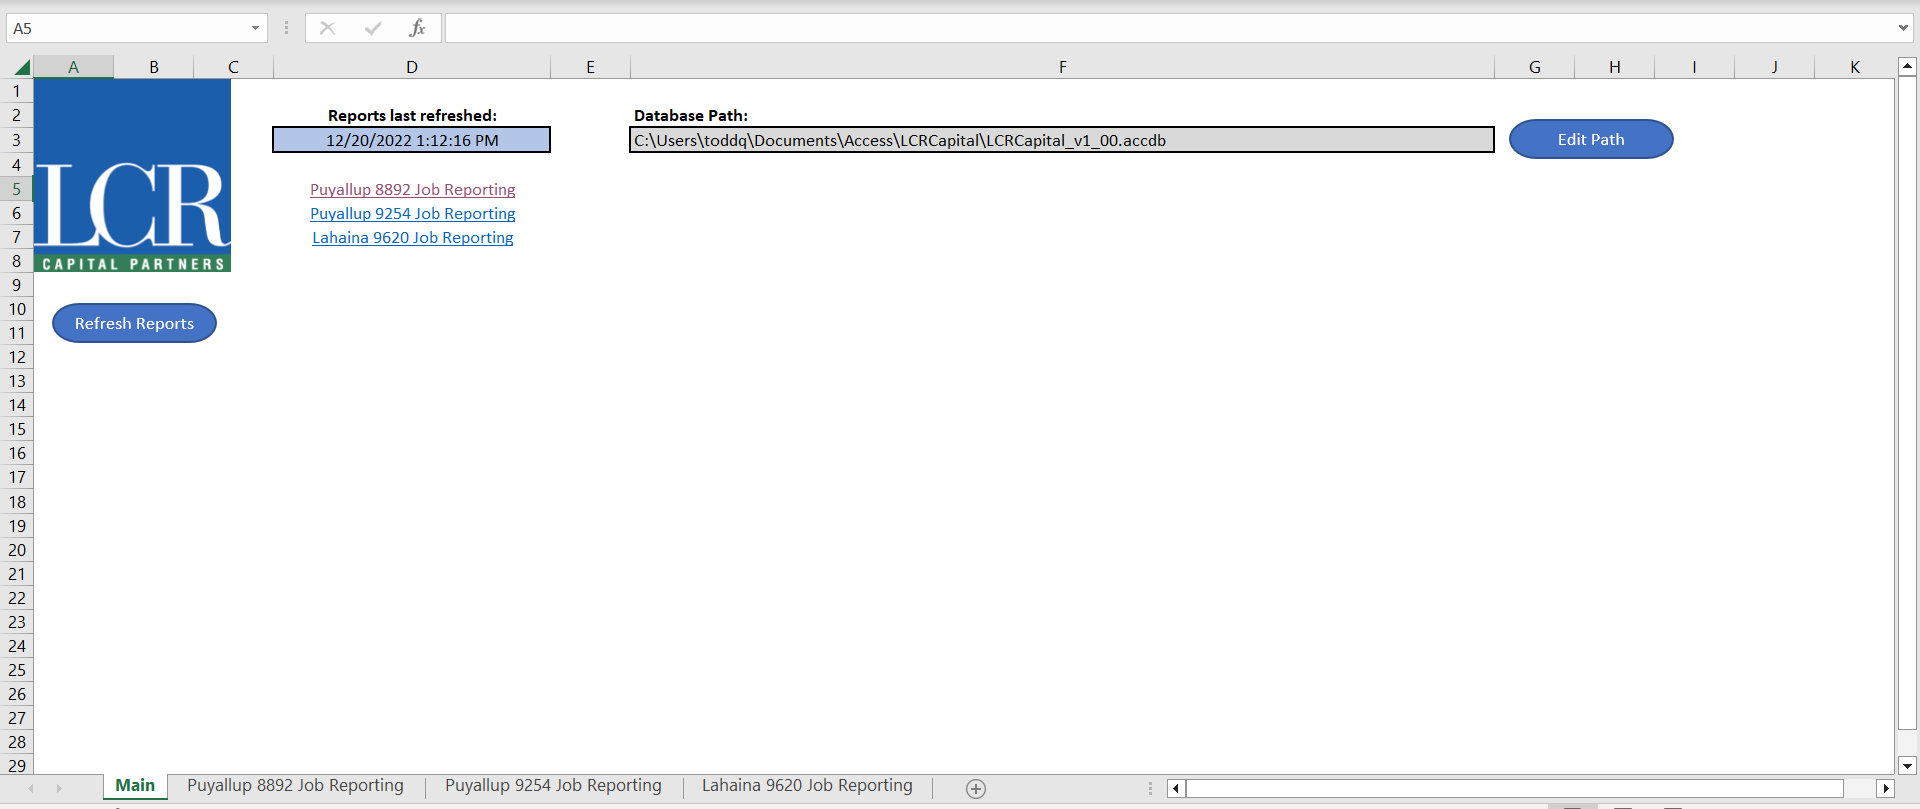 A5
fx
A B C D E F G H I J K
1
2 Reports last refreshed: Database Path:
3 12/20/2022 1:12:16 PM C:\Users\toddq\Documents\Access\LCRCapital\LCRCapital_v1_00.accdb Edit Path
4
LCR
5 Puyallup 8892 Job Reporting
6 Puyallup 9254 Job Reporting
7 Lahaina 9620 Job Reporting
8 CAPITAL PARTNERS
9
10
Refresh Reports
11
12
13
14
15
16
17
18
19
20
21
22
23
24
25
26
27
28
29
Main Puyallup 8892 Job Reporting Puyallup 9254 Job Reporting Lahaina 9620 Job Reporting